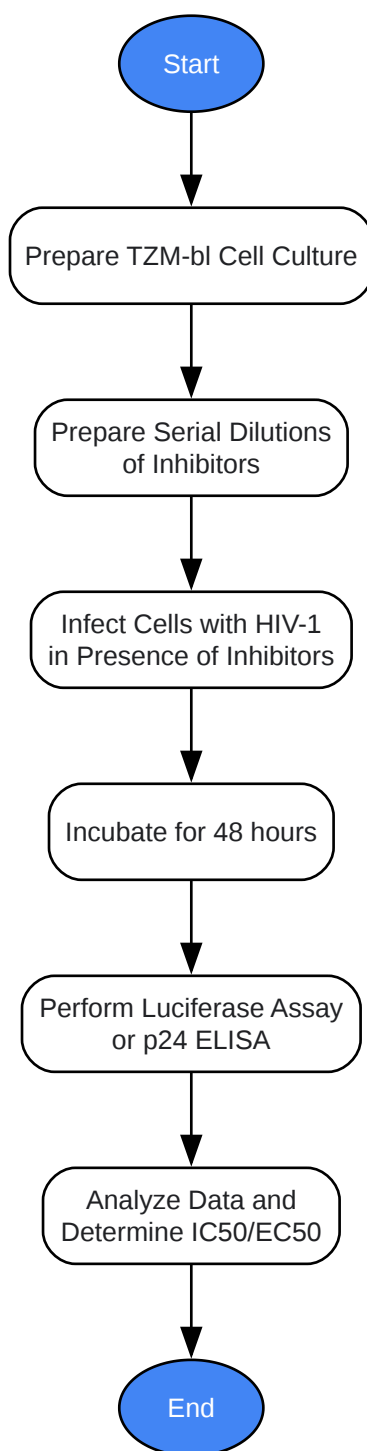 Start
Prepare TZM-bl Cell Culture
Prepare Serial Dilutions
of Inhibitors
Infect Cells with HIV-1
in Presence of Inhibitors
Incubate for 48 hours
Perform Luciferase Assay
or p24 ELISA
Analyze Data and
Determine IC50/EC50
End